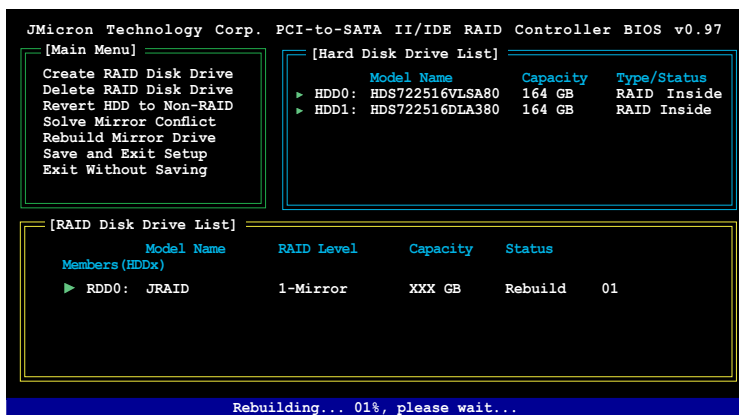 JMicron Technology Corp. PCI-to-SATA II/IDE RAID Controller BIOS v0.97
[Main Menu]
Create RAID Disk Drive
Delete RAID Disk Drive
Revert HDD to Non-RAID
Solve Mirror Conflict
Rebuild Mirror Drive
Save and Exit Setup
Exit Without Saving
[Hard Disk Drive List]
Model Name Capacity Type/Status
HDD0: HDS722516VLSA80 164 GB RAID Inside
HDD1: HDS722516DLA380 164 GB RAID Inside
[RAID Disk Drive List]
Model Name RAID Level Capacity Status
Members(HDDx)
RDD0: JRAID 1-Mirror XXX GB Rebuild 01
Rebuilding... 01%, please wait...